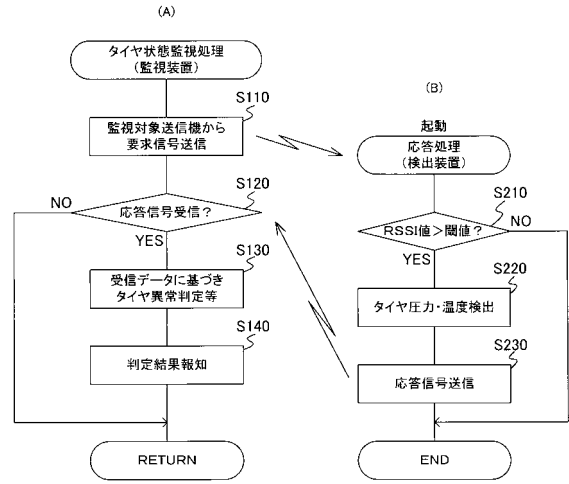 (A)
タイヤ状態監視処理
(監視装置)
S110
監視対象送信機から
要求信号送信
S120
応答信号受信?
NO
YES
S130
受信データに基づき
タイヤ異常判定等
S140
判定結果報知
RETURN
(B)
起動
応答処理
(検出装置)
S210
RSSI値>閾値?
NO
YES
S220
タイヤ圧力・温度検出
S230
応答信号送信
END